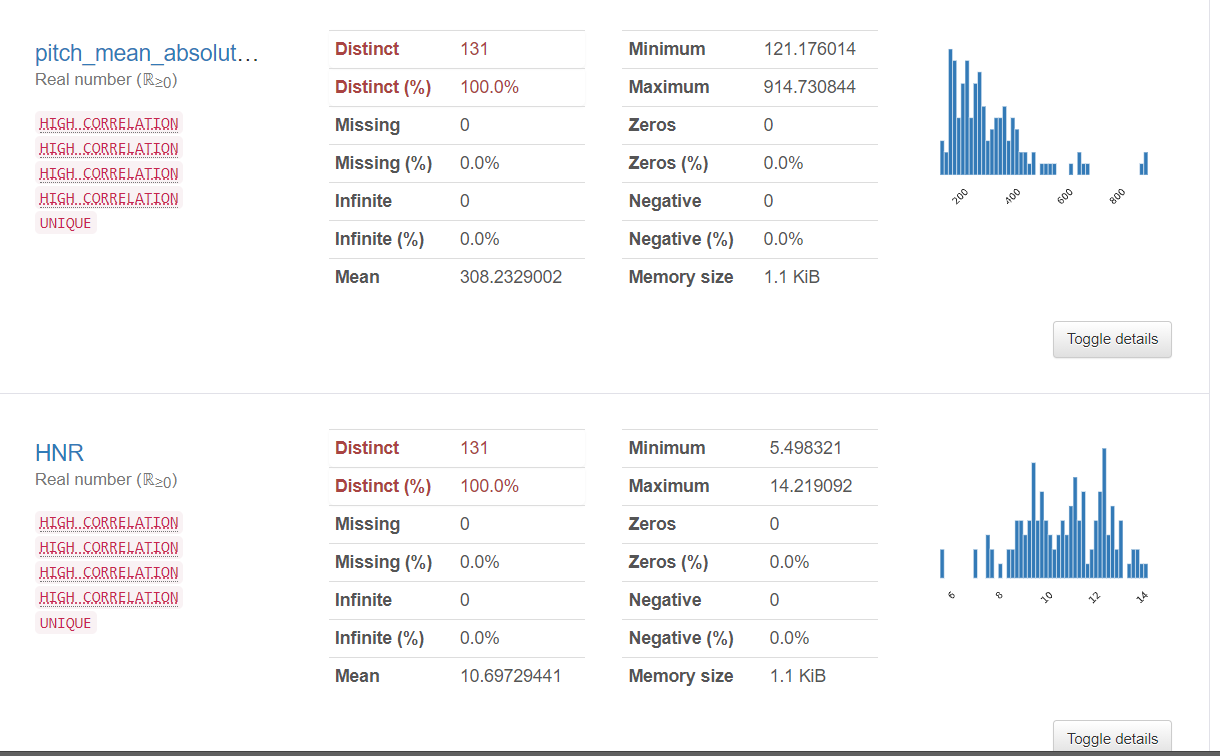 pitch_mean_absolut…
Real number (ℝ≥0)
HIGH CORRELATION
HIGH CORRELATION
HIGH CORRELATION
HIGH CORRELATION
UNIQUE
Distinct 131
Distinct (%) 100.0%
Missing 0
Missing (%) 0.0%
Infinite 0
Infinite (%) 0.0%
Mean 308.2329002
Minimum 121.176014
Maximum 914.730844
Zeros 0
Zeros (%) 0.0%
Negative 0
Negative (%) 0.0%
Memory size 1.1 KiB
200 400 600 800
Toggle details
HNR
Real number (ℝ≥0)
HIGH CORRELATION
HIGH CORRELATION
HIGH CORRELATION
HIGH CORRELATION
UNIQUE
Distinct 131
Distinct (%) 100.0%
Missing 0
Missing (%) 0.0%
Infinite 0
Infinite (%) 0.0%
Mean 10.69729441
Minimum 5.498321
Maximum 14.219092
Zeros 0
Zeros (%) 0.0%
Negative 0
Negative (%) 0.0%
Memory size 1.1 KiB
6 8 10 12 14
Toggle details